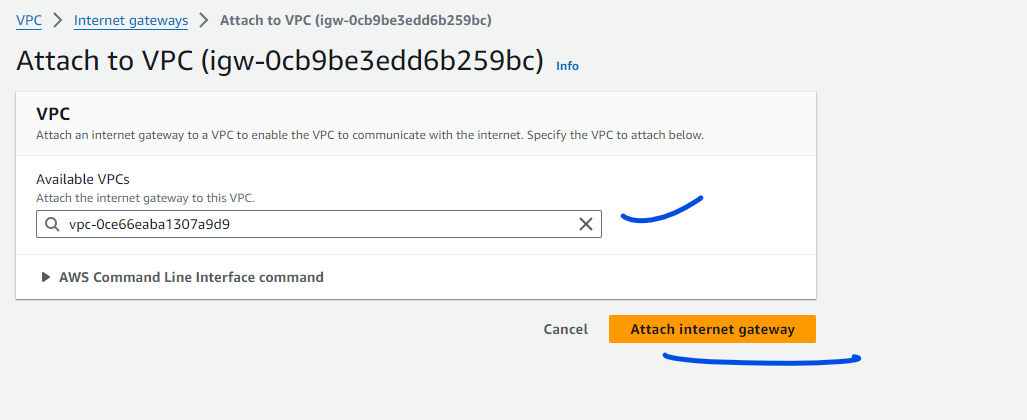 VPC > Internet gateways > Attach to VPC (igw-0cb9be3edd6b259bc)
Attach to VPC (igw-0cb9be3edd6b259bc) Info
VPC
Attach an internet gateway to a VPC to enable the VPC to communicate with the internet. Specify the VPC to attach below.
Available VPCs
Attach the internet gateway to this VPC.
vpc-0ce66eaba1307a9d9
AWS Command Line Interface command
Cancel Attach internet gateway